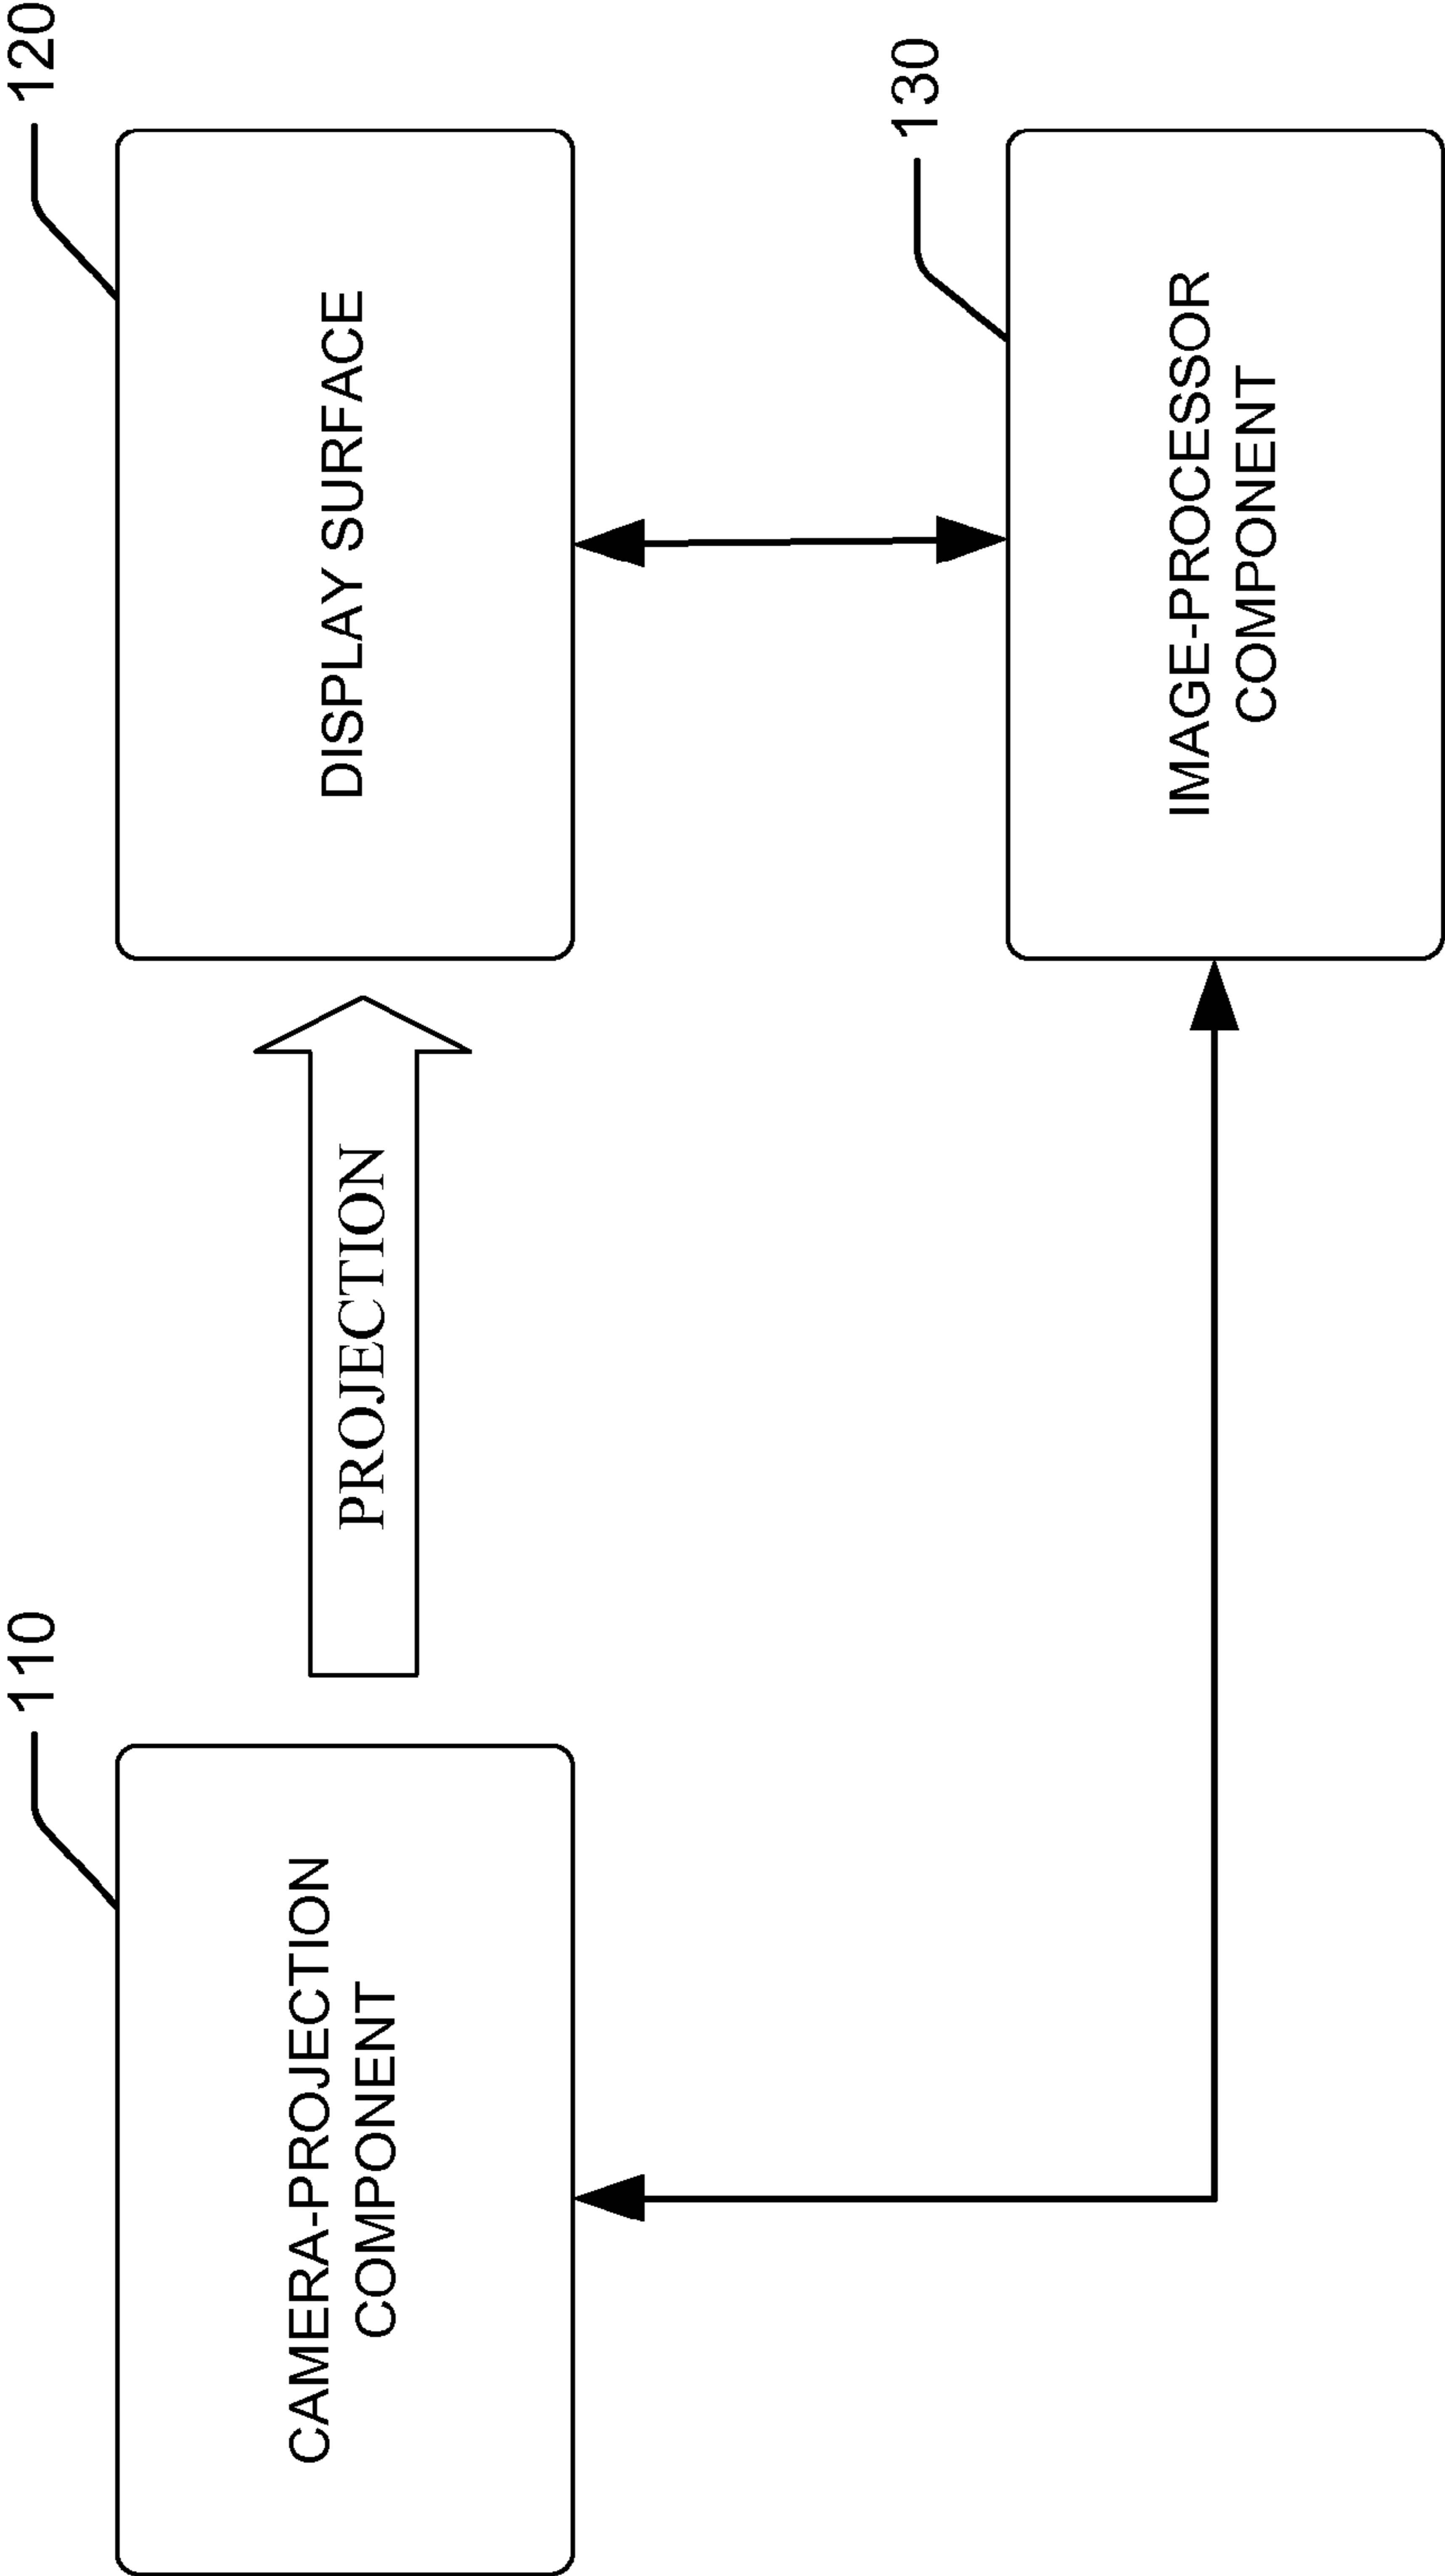 110
CAMERA-PROJECTION
COMPONENT
PROJECTION
120
DISPLAY SURFACE
130
IMAGE-PROCESSOR
COMPONENT